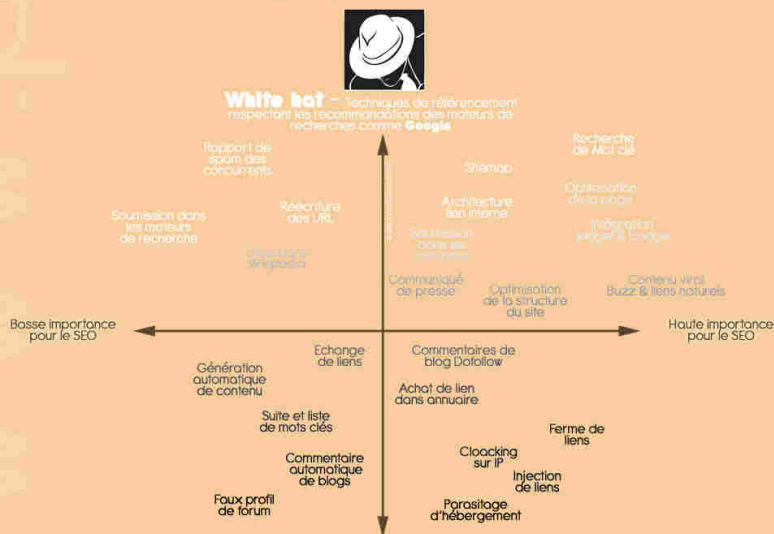 White hat - Techniques de référencement
respectant les recommandations des moteurs de
recherches comme Google
Rapport de
spam des
concurrents
Recherche
de Mot clé
Sitemap
Optimisation
de la page
Soumission dans
les moteurs
de recherche
Réécriture
des URL
Architecture
lien interne
Soumission
dans les
Intégration
widget & badge
Wikipedia
Communiqué
de presse
Optimisation
de la structure
du site
Contenu viral
Buzz & liens naturels
Basse importance
pour le SEO
Haute importance
pour le SEO
Echange
de liens
Commentaires de
blog Dofollow
Génération
automatique
de contenu
Achat de lien
dans annuaire
Suite et liste
de mots clés
Ferme de
liens
Commentaire
automatique
de blogs
Cloacking
sur IP
Injection
de liens
Faux profil
de forum
Parasitage
d'hébergement